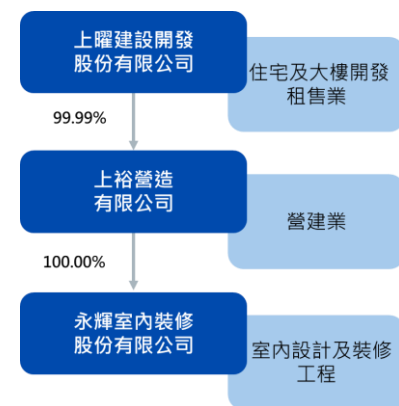 上曜建設開發
股份有限公司
住宅及大樓開發
租售業
99.99%
上裕營造
有限公司
營建業
100.00%
永輝室內裝修
股份有限公司
室內設計及裝修
工程